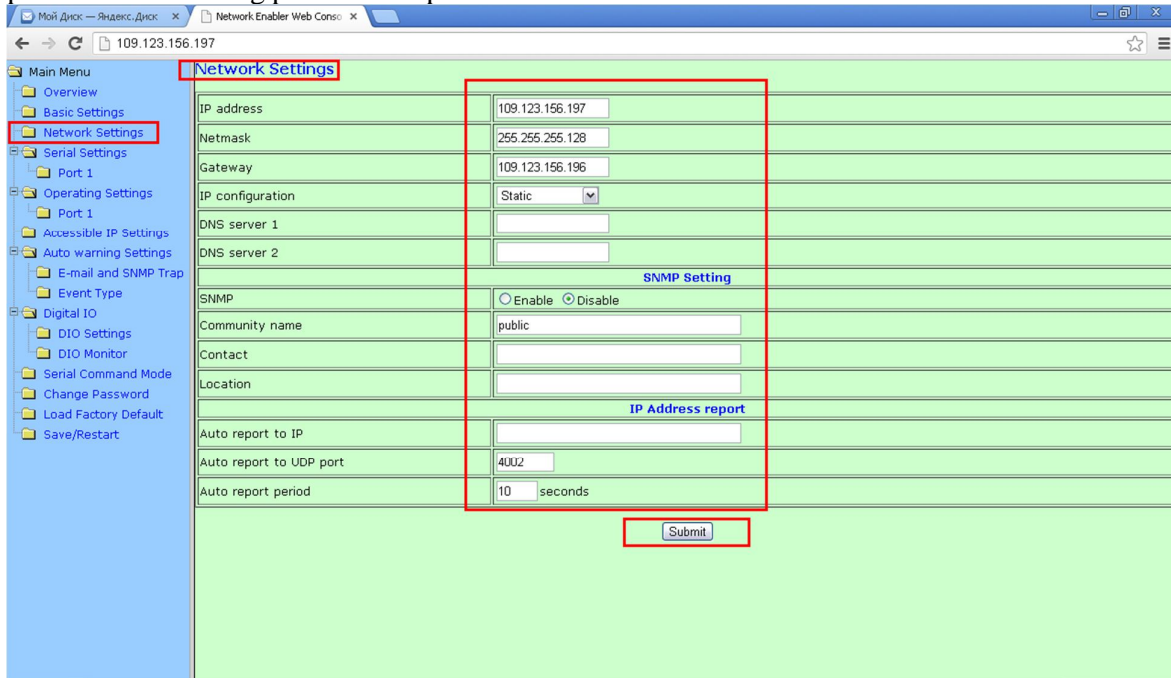 Мой Диск — Яндекс.Диск
Network Enabler Web Conso
109.123.156.197
Main Menu
Overview
Basic Settings
Network Settings
Serial Settings
Port 1
Operating Settings
Port 1
Accessible IP Settings
Auto warning Settings
E-mail and SNMP Trap
Event Type
Digital IO
DIO Settings
DIO Monitor
Serial Command Mode
Change Password
Load Factory Default
Save/Restart
Network Settings
IP address 109.123.156.197
Netmask 255.255.255.128
Gateway 109.123.156.196
IP configuration Static
DNS server 1
DNS server 2
SNMP Setting
SNMP Enable Disable
Community name public
Contact
Location
IP Address report
Auto report to IP
Auto report to UDP port 4002
Auto report period 10 seconds
Submit